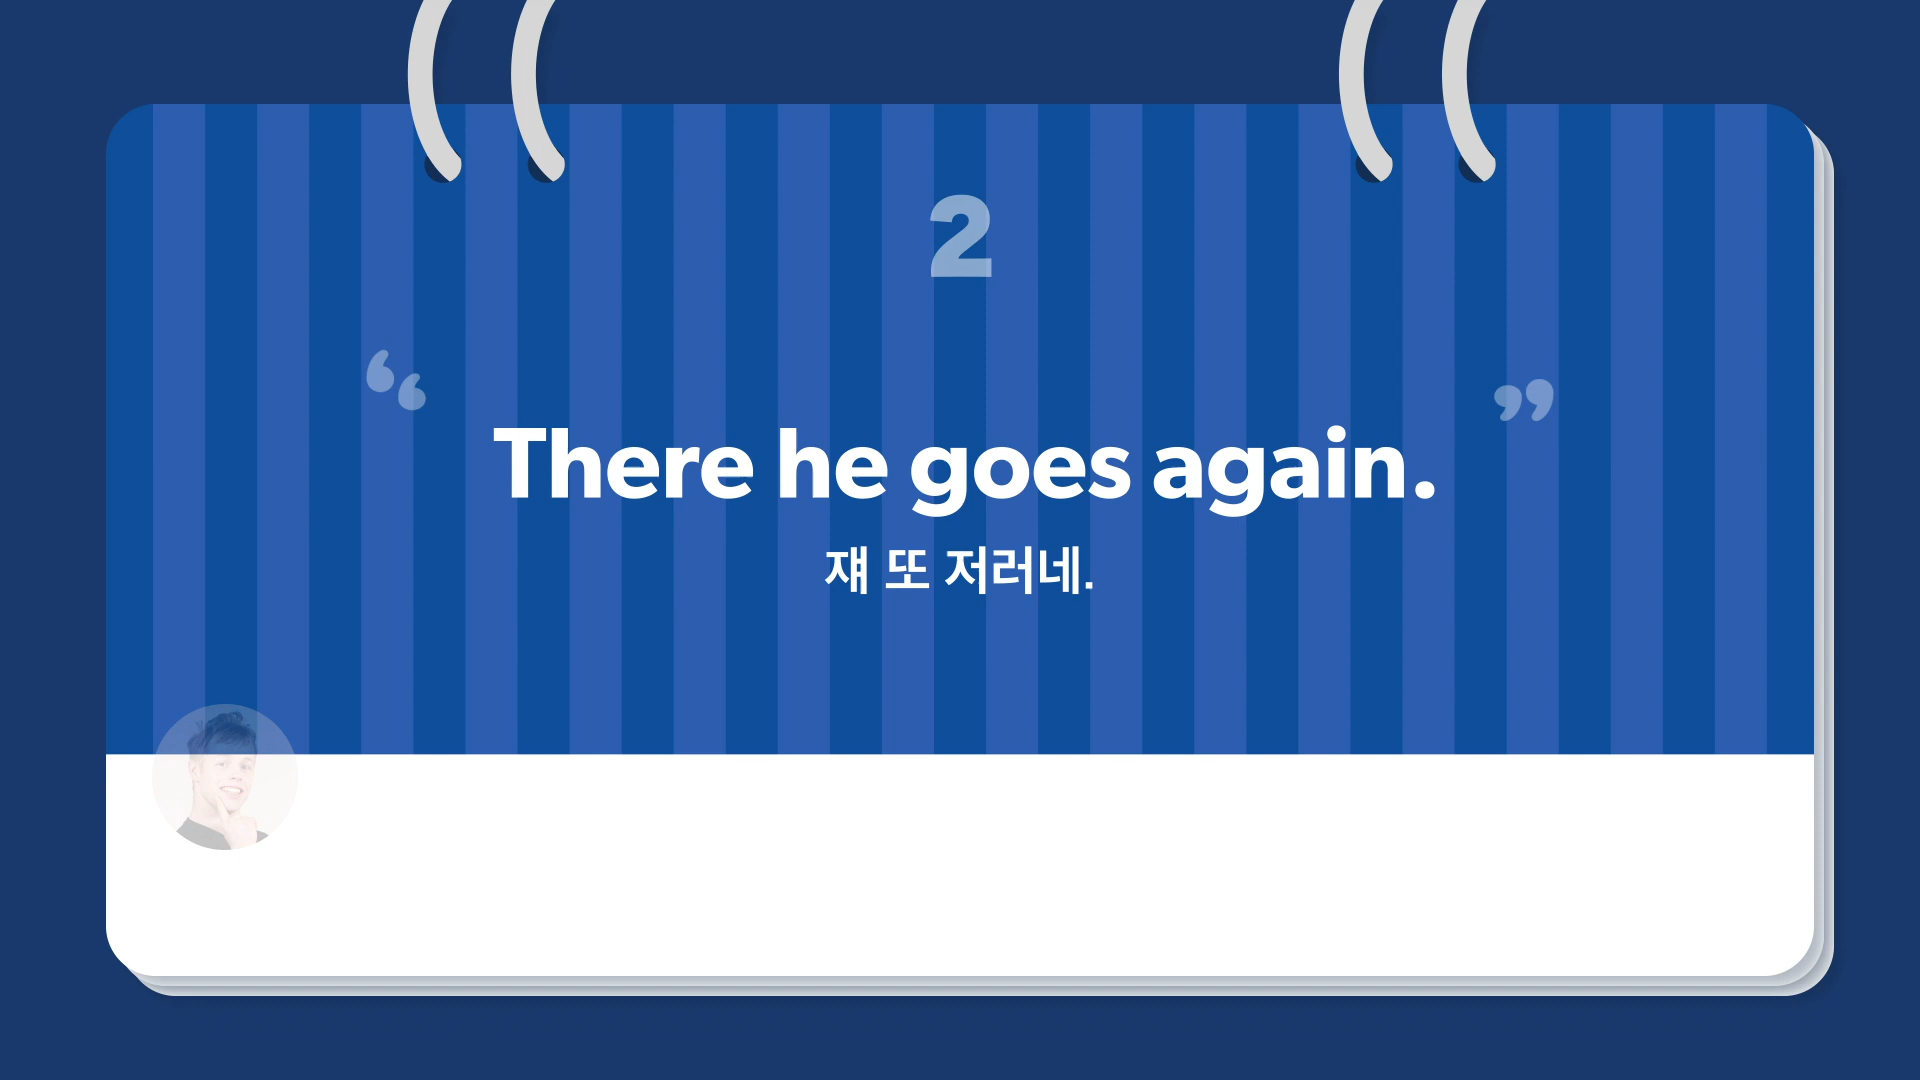 2
“ There he goes again. ”
쟤 또 저러네.